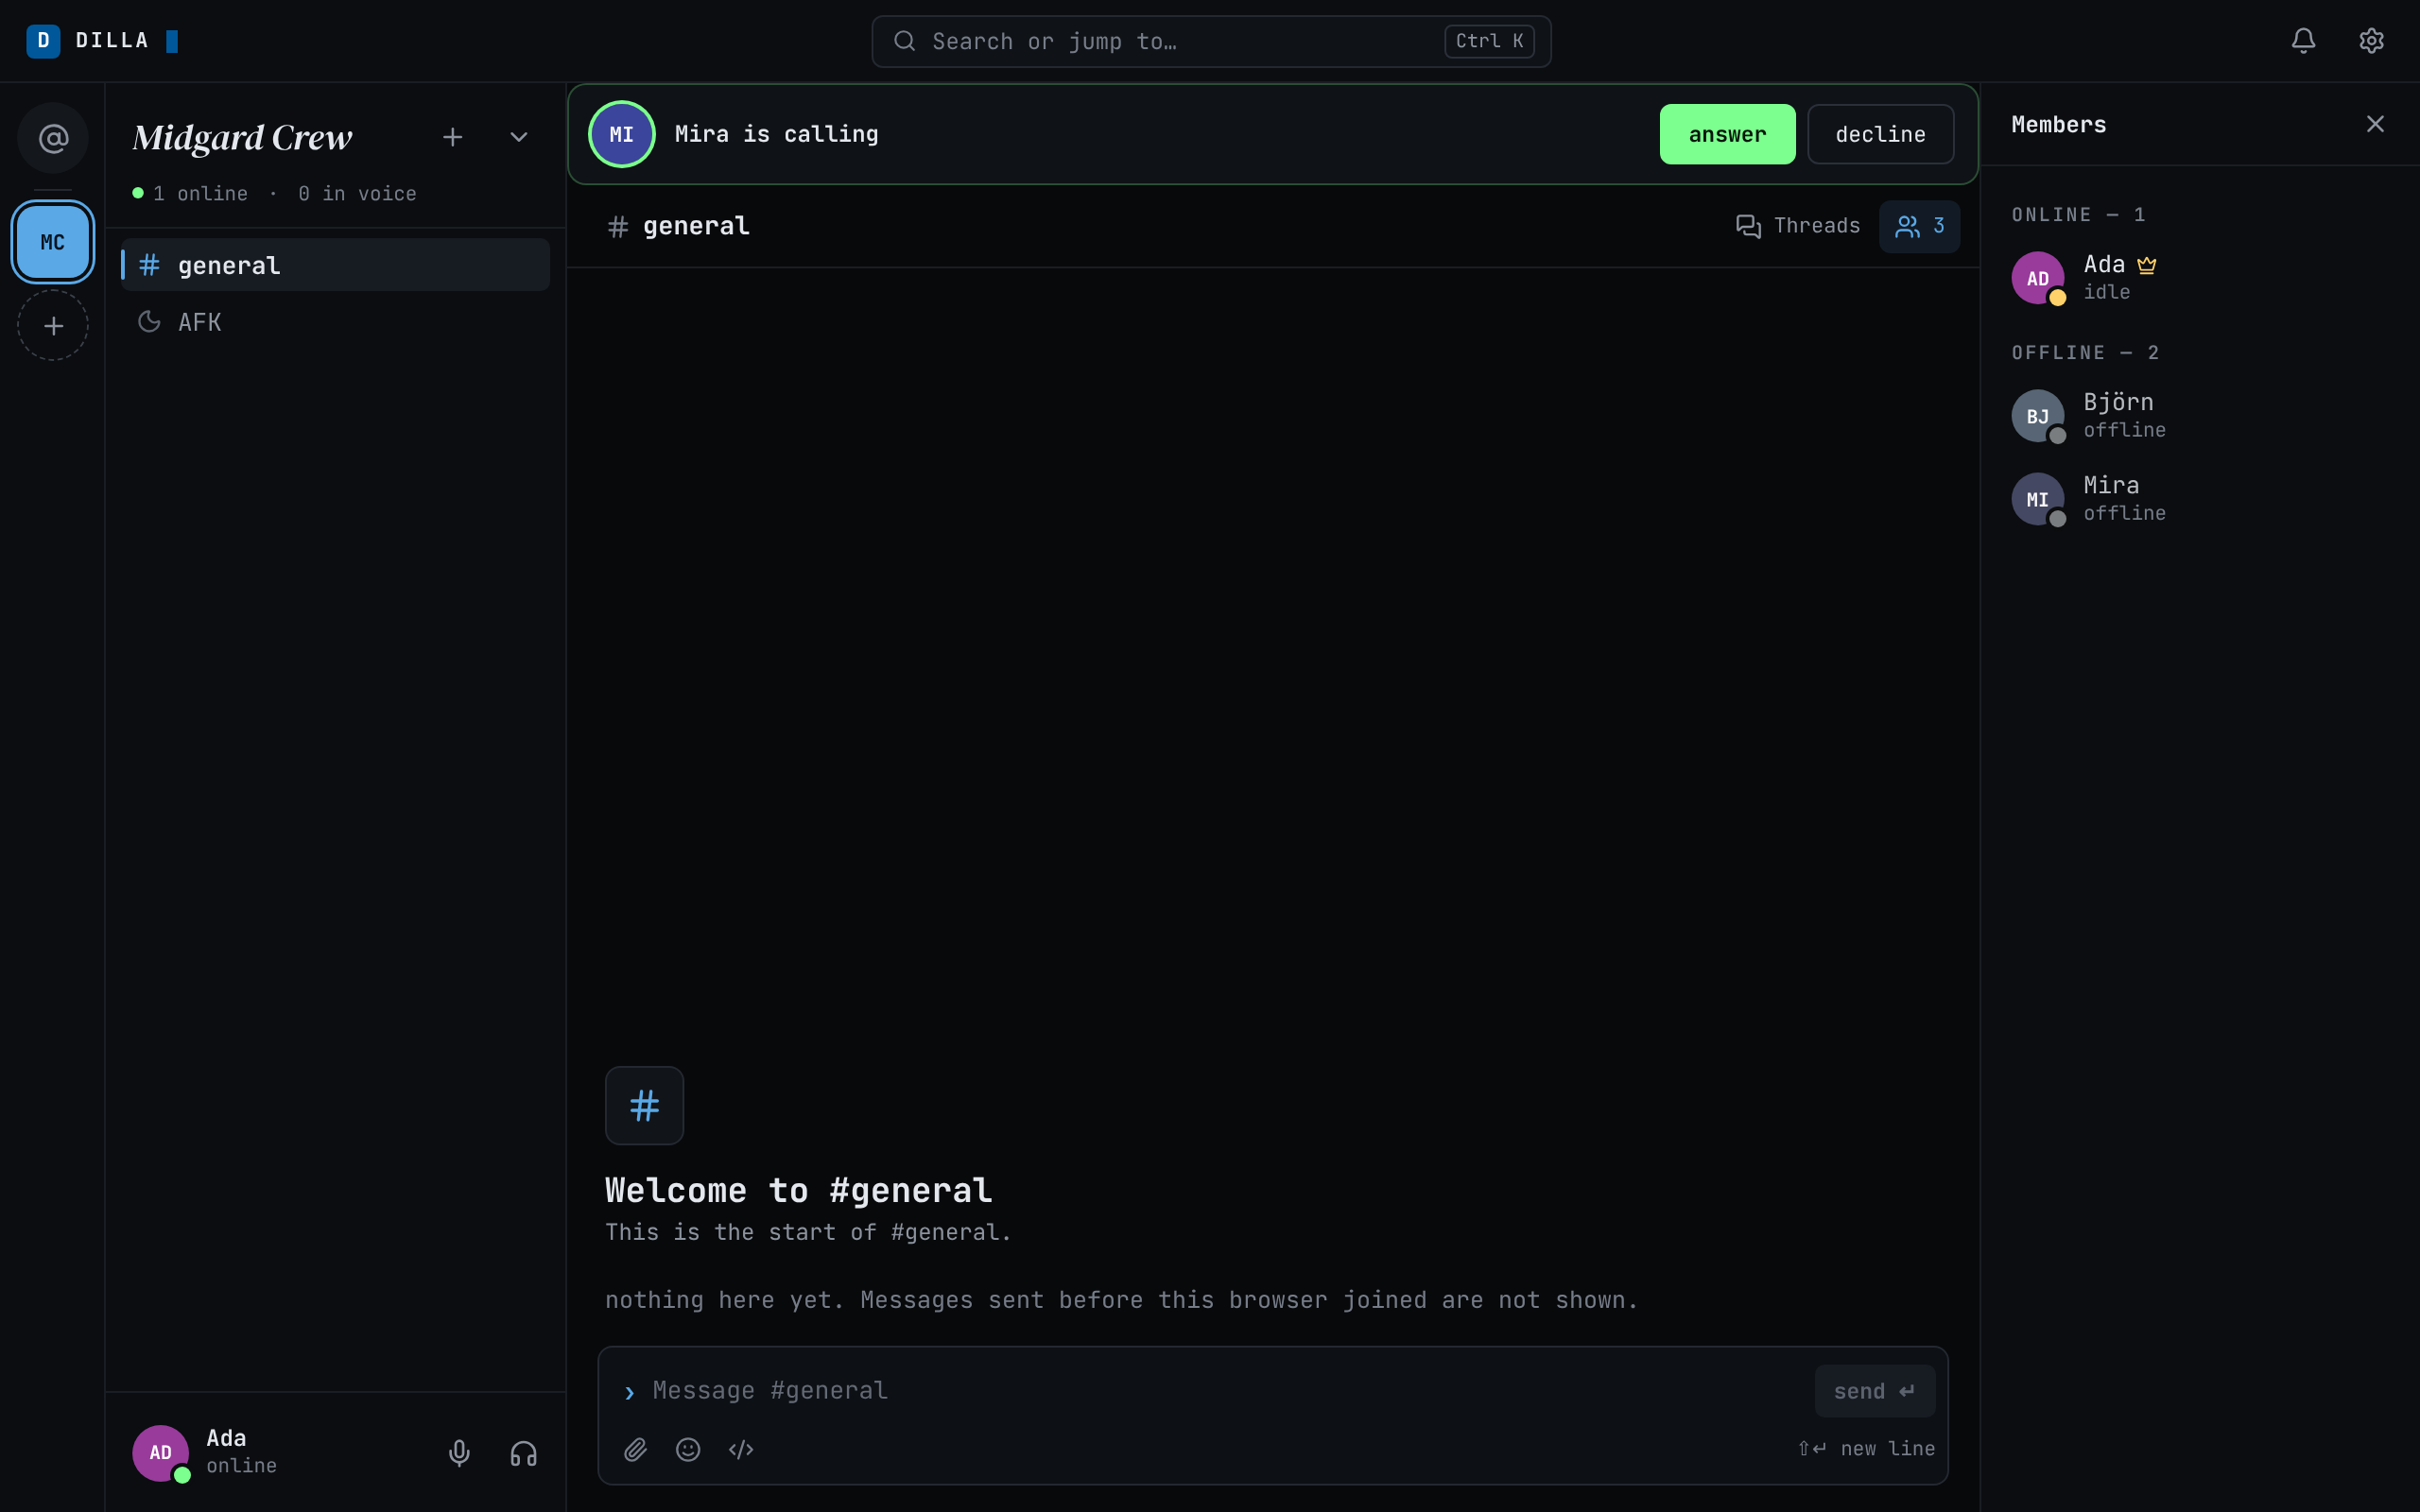 D DILLA
Search or jump to… Ctrl K
@
MC
Midgard Crew
1 online · 0 in voice
# general
AFK
MI Mira is calling
answer
decline
# general
Threads
3
Members
ONLINE — 1
AD Ada
idle
OFFLINE — 2
BJ Björn
offline
MI Mira
offline
#
Welcome to #general
This is the start of #general.
nothing here yet. Messages sent before this browser joined are not shown.
› Message #general
send ↵
⇧↵ new line
AD Ada
online